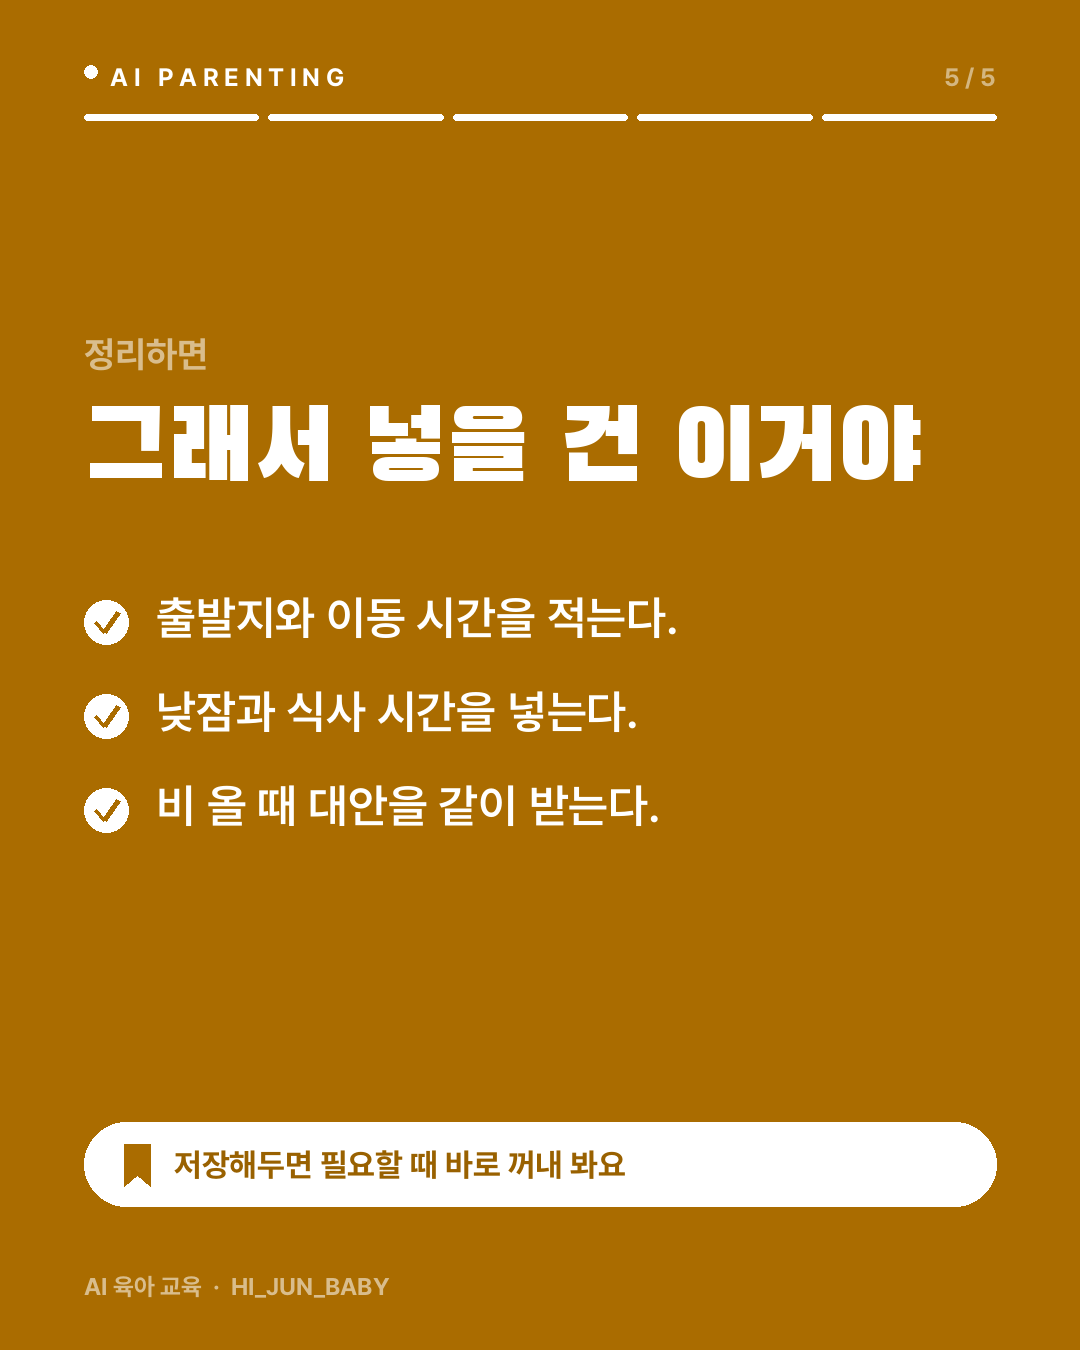 AI PARENTING
5 / 5
정리하면
그래서 넣을 건 이거야
출발지와 이동 시간을 적는다.
낮잠과 식사 시간을 넣는다.
비 올 때 대안을 같이 받는다.
저장해두면 필요할 때 바로 꺼내 봐요
AI 육아 교육 · HI_JUN_BABY